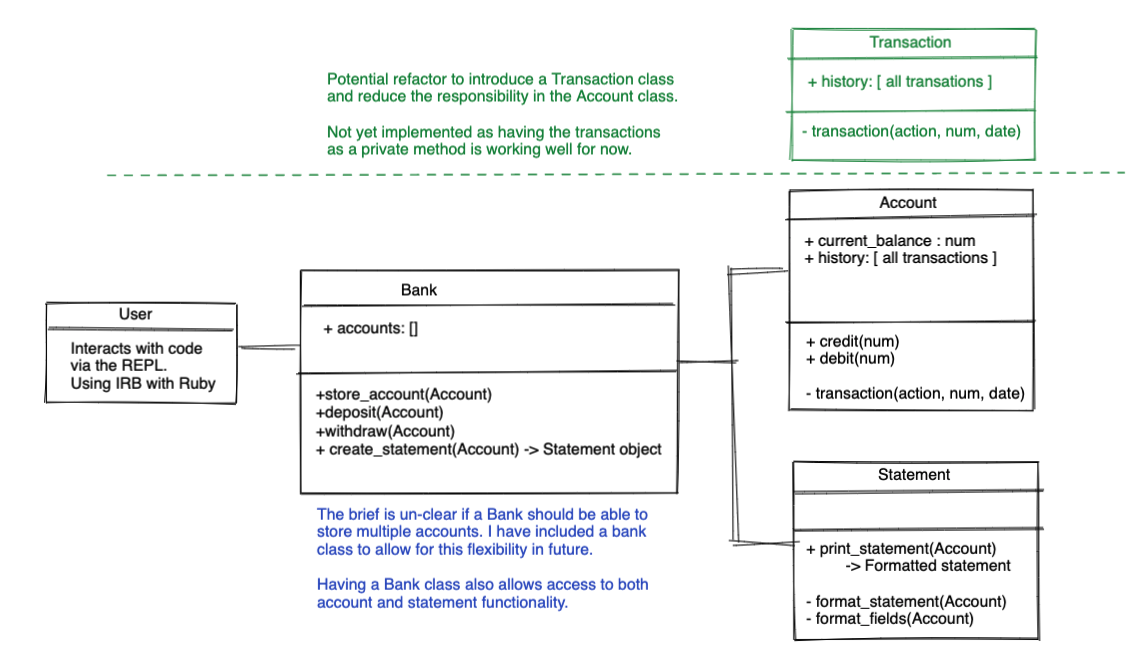 Transaction
+ history: [ all transations ]
- transaction(action, num, date)
Potential refactor to introduce a Transaction class
and reduce the responsibility in the Account class.
Not yet implemented as having the transactions
as a private method is working well for now.
User
Interacts with code
via the REPL.
Using IRB with Ruby
Bank
+ accounts: []
+store_account(Account)
+deposit(Account)
+withdraw(Account)
+ create_statement(Account) -> Statement object
The brief is un-clear if a Bank should be able to
store multiple accounts. I have included a bank
class to allow for this flexibility in future.
Having a Bank class also allows access to both
account and statement functionality.
Account
+ current_balance : num
+ history: [ all transactions ]
+ credit(num)
+ debit(num)
- transaction(action, num, date)
Statement
+ print_statement(Account)
-> Formatted statement
- format_statement(Account)
- format_fields(Account)